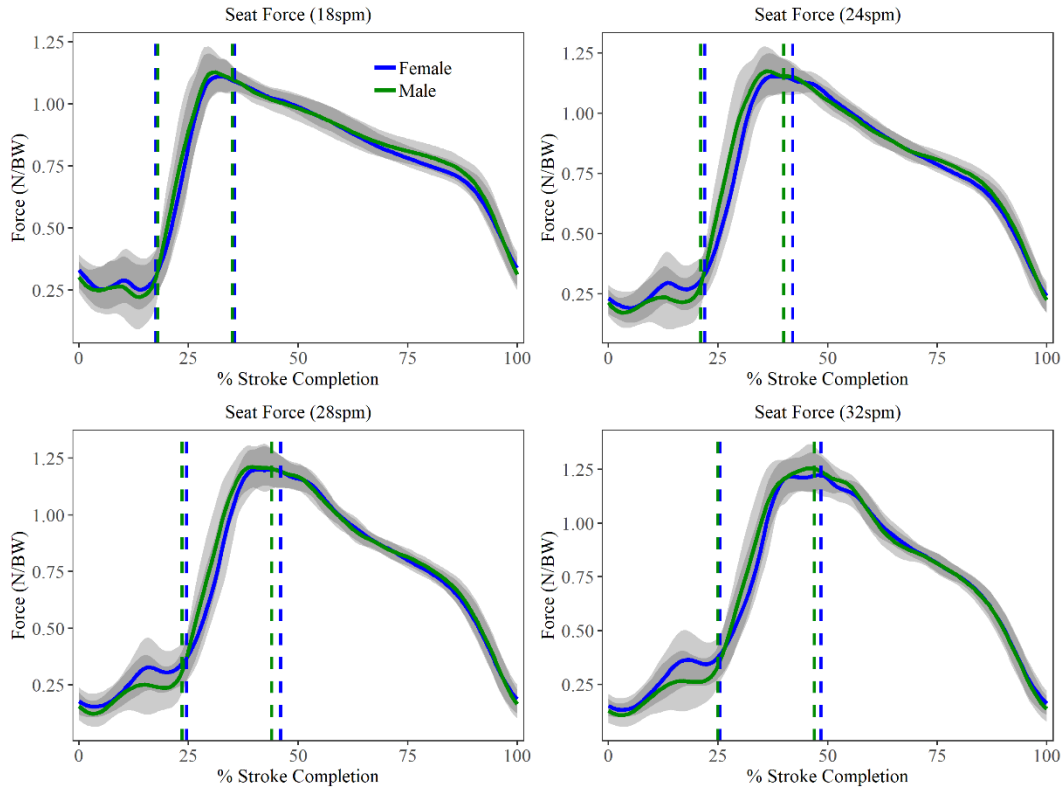 Seat Force (18spm)
Force (N/BW)
1.25
1.00
0.75
0.50
0.25
Female
Male
0
25
50
75
100
% Stroke Completion
Seat Force (24spm)
Force (N/BW)
1.25
1.00
0.75
0.50
0.25
0
25
50
75
100
% Stroke Completion
Seat Force (28spm)
Force (N/BW)
1.25
1.00
0.75
0.50
0.25
0
25
50
75
100
% Stroke Completion
Seat Force (32spm)
Force (N/BW)
1.25
1.00
0.75
0.50
0.25
0
25
50
75
100
% Stroke Completion